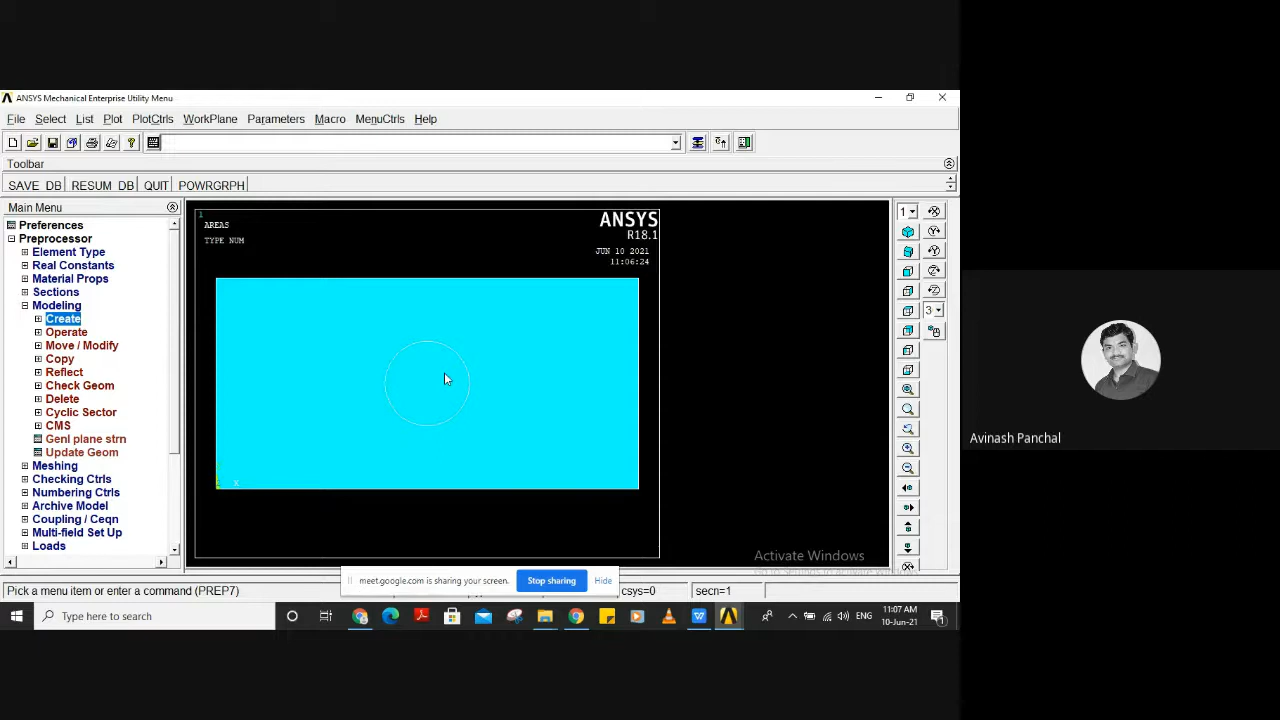 ANSYS Mechanical Enterprise Utility Menu
File Select List Plot PlotCtrls WorkPlane Parameters Macro MenuCtrls Help
Toolbar
SAVE_DB RESUM_DB QUIT POWRGRPH
Main Menu
Preferences
Preprocessor
Element Type
Real Constants
Material Props
Sections
Modeling
Create
Operate
Move / Modify
Copy
Reflect
Check Geom
Delete
Cyclic Sector
CMS
Genl plane strn
Update Geom
Meshing
Checking Ctrls
Numbering Ctrls
Archive Model
Coupling / Ceqn
Multi-field Set Up
Loads
1
AREAS
TYPE NUM
ANSYS
R18.1
JUN 10 2021
11:06:24
X
1
3
Activate Windows
meet.google.com is sharing your screen.
Stop sharing
Hide
Pick a menu item or enter a command (PREP7)
csys=0
secn=1
Type here to search
ENG
11:07 AM
10-Jun-21
1
Avinash Panchal